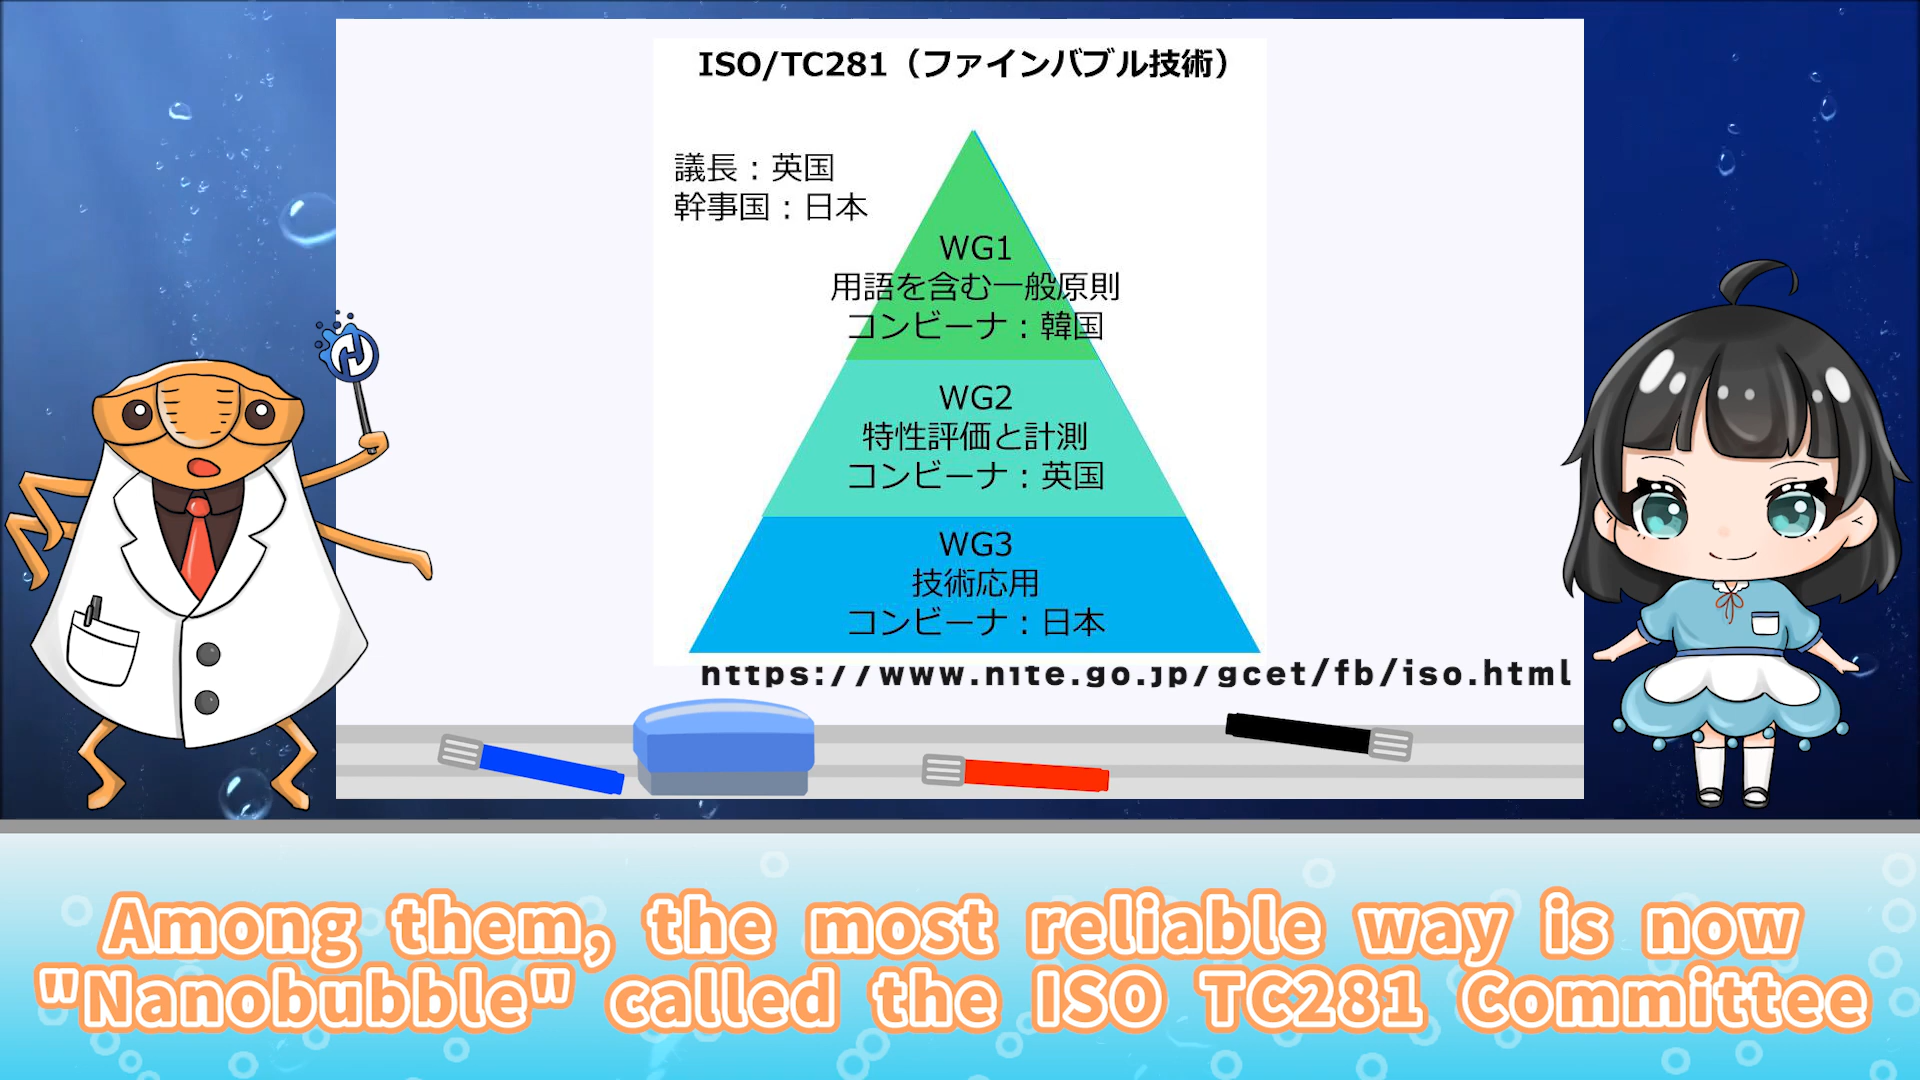 ISO/TC281（ファインバブル技術）
議長：英国
幹事国：日本
WG1
用語を含む一般原則
コンビーナ：韓国
WG2
特性評価と計測
コンビーナ：英国
WG3
技術応用
コンビーナ：日本
https://www.nite.go.jp/gcet/fb/iso.html
Among them, the most reliable way is now
"Nanobubble" called the ISO TC281 Committee